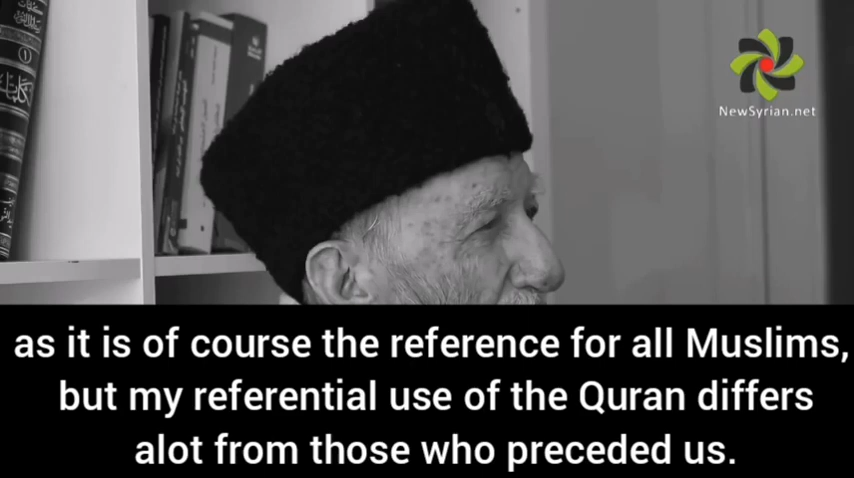 NewSyrian.net
as it is of course the reference for all Muslims,
but my referential use of the Quran differs
alot from those who preceded us.